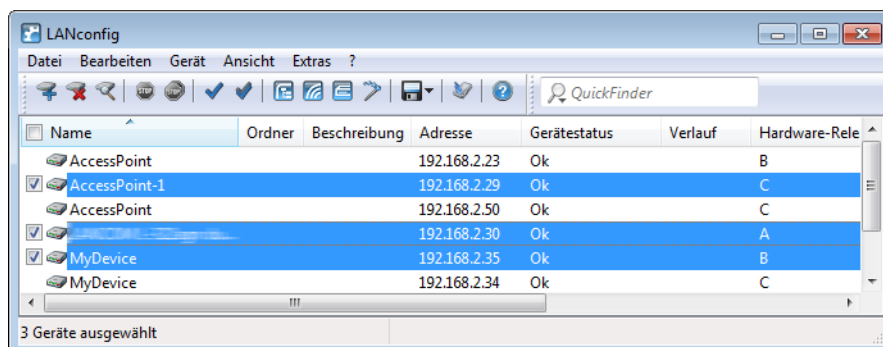 LANconfig
Datei Bearbeiten Gerät Ansicht Extras ?
QuickFinder
Name Ordner Beschreibung Adresse Gerätestatus Verlauf Hardware-Rele
AccessPoint 192.168.2.23 Ok B
AccessPoint-1 192.168.2.29 Ok C
AccessPoint 192.168.2.50 Ok C
192.168.2.30 Ok A
MyDevice 192.168.2.35 Ok B
MyDevice 192.168.2.34 Ok C
3 Geräte ausgewählt